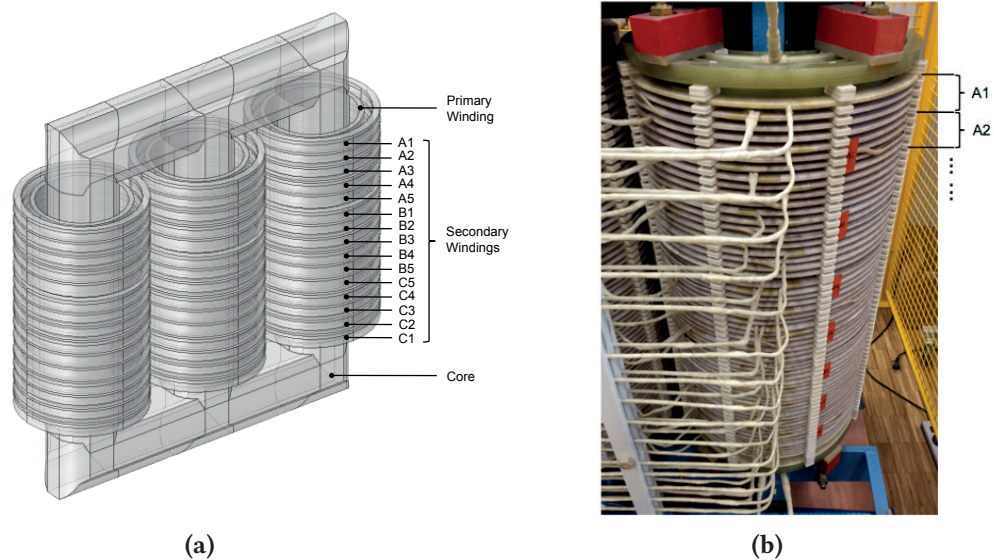 Primary
Winding
A1
A2
A3
A4
A5
B1
B2
B3
B4
B5
C5
C4
C3
C2
C1
Secondary
Windings
Core
A1
A2
(a)
(b)